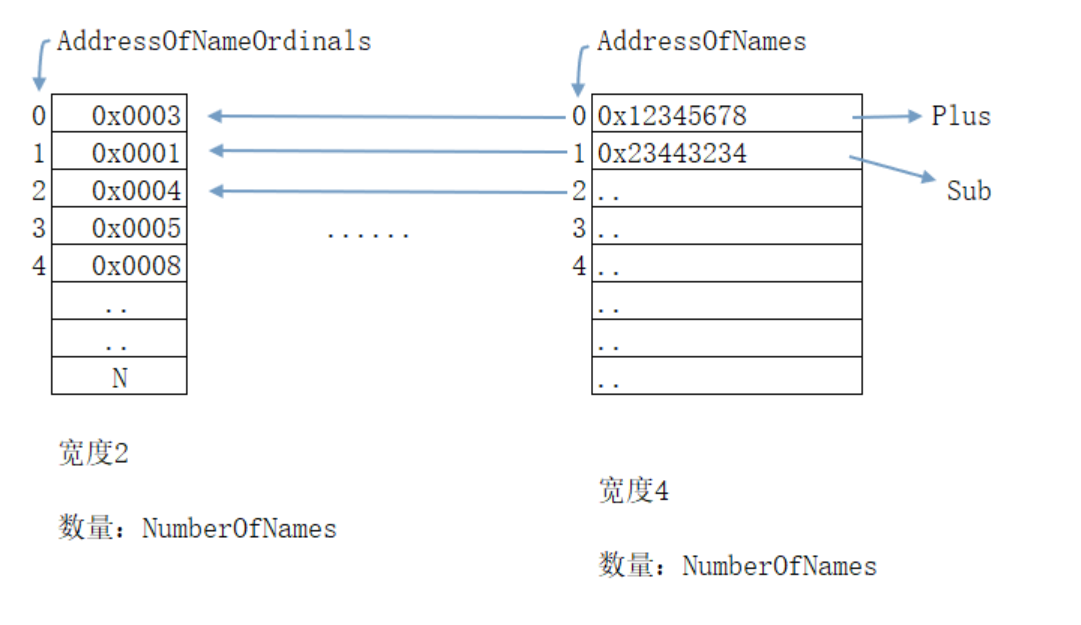 AddressOfNameOrdinals
AddressOfNames
0 0x0003
1 0x0001
2 0x0004
3 0x0005
4 0x0008
..
..
N
......
0 0x12345678 Plus
1 0x23443234 Sub
2 ..
3 ..
4 ..
..
..
..
宽度2
数量：NumberOfNames
宽度4
数量：NumberOfNames